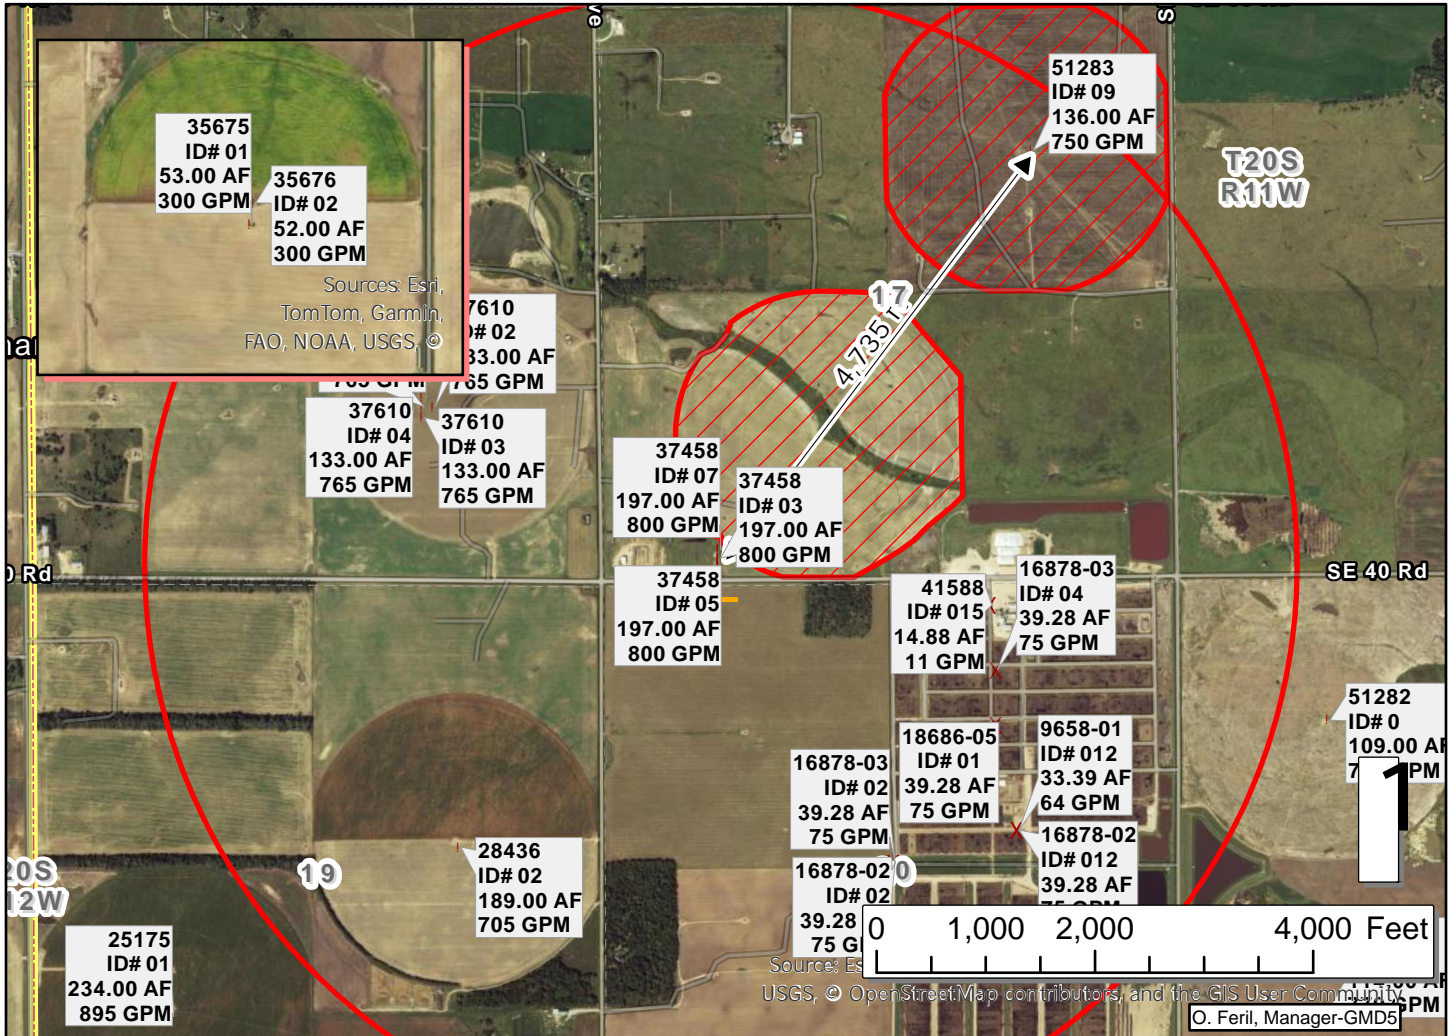 35675
ID# 01
53.00 AF
300 GPM
35676
ID# 02
52.00 AF
300 GPM
Sources: Esri,
TomTom, Garmin,
FAO, NOAA, USGS, ©
51283
ID# 09
136.00 AF
750 GPM
T20S
R11W
17
4,735
7610
# 02
33.00 AF
765 GPM
765 GPM
37610
ID# 04
133.00 AF
765 GPM
37610
ID# 03
133.00 AF
765 GPM
37458
ID# 07
197.00 AF
800 GPM
37458
ID# 03
197.00 AF
800 GPM
0 Rd
SE 40 Rd
37458
ID# 05
197.00 AF
800 GPM
41588
ID# 015
14.88 AF
11 GPM
16878-03
ID# 04
39.28 AF
75 GPM
51282
ID# 0
109.00 AF
1
18686-05
ID# 01
39.28 AF
75 GPM
9658-01
ID# 012
33.39 AF
64 GPM
16878-03
ID# 02
39.28 AF
75 GPM
16878-02
ID# 012
39.28 AF
75 GPM
16878-02
ID# 02
39.28
75 G
19
20S
12W
28436
ID# 02
189.00 AF
705 GPM
25175
ID# 01
234.00 AF
895 GPM
0 1,000 2,000 4,000 Feet
Source: Es
USGS, © OpenStreetMap contributors, and the GIS User Community
GPM
O. Feril, Manager-GMD5